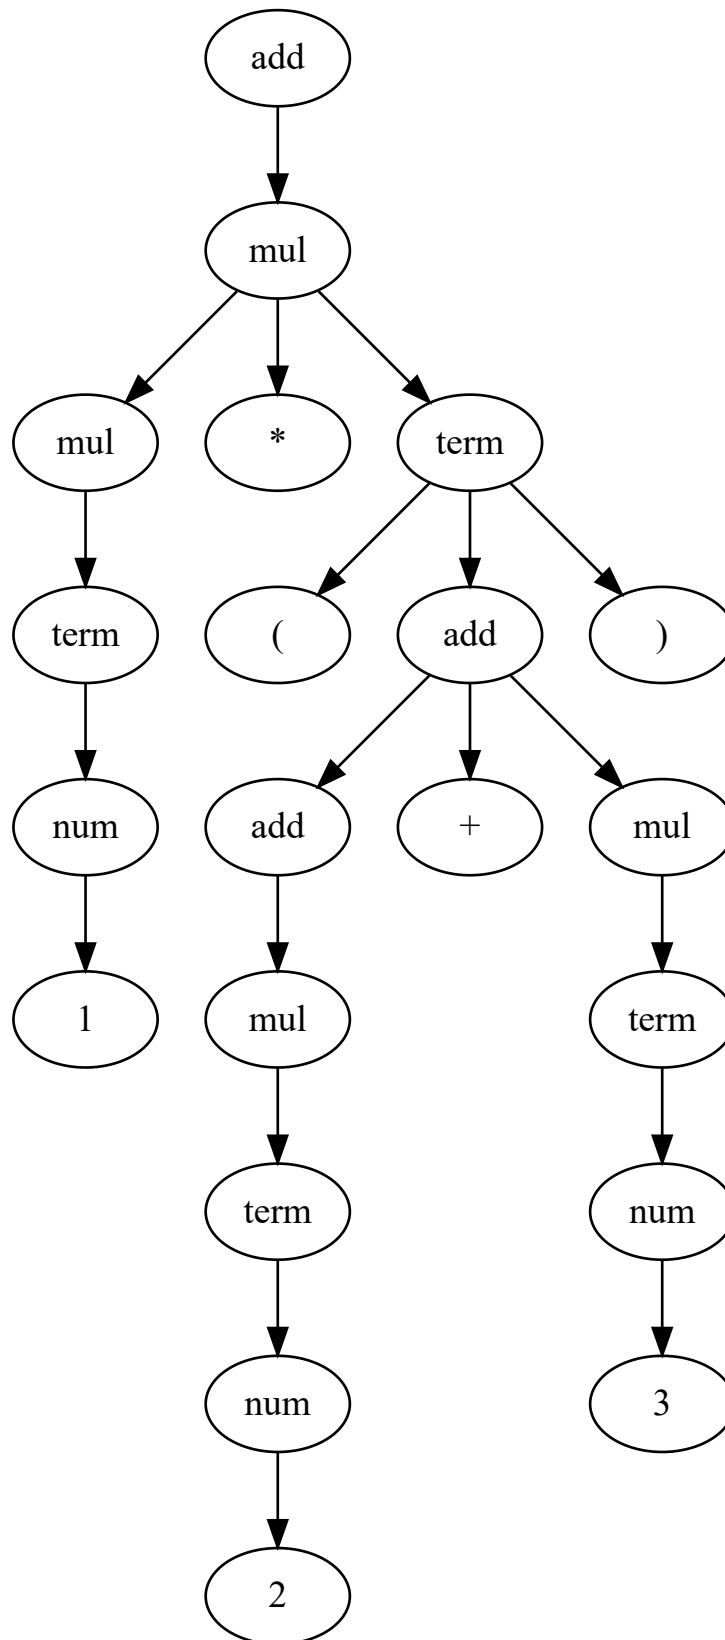 add
mul
mul * term
term ( add )
num add + mul
1 mul term
term num
num 3
2